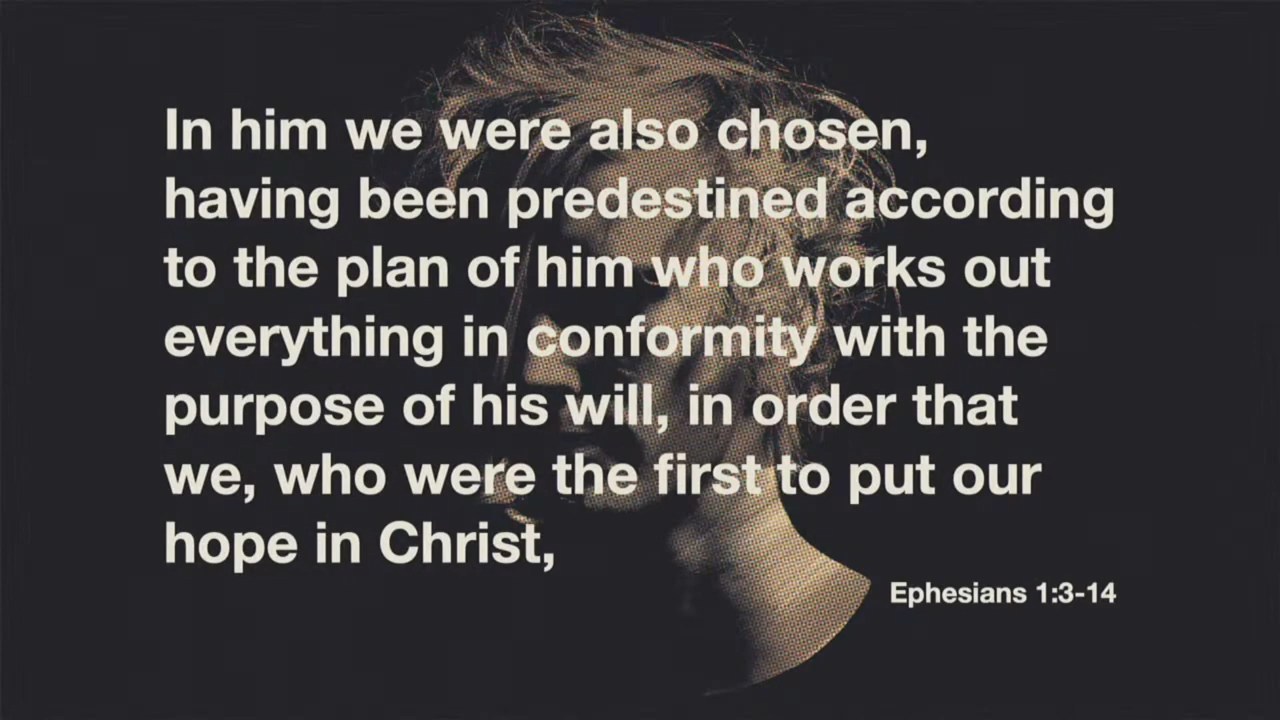 In him we were also chosen,
having been predestined according
to the plan of him who works out
everything in conformity with the
purpose of his will, in order that
we, who were the first to put our
hope in Christ,
Ephesians 1:3-14